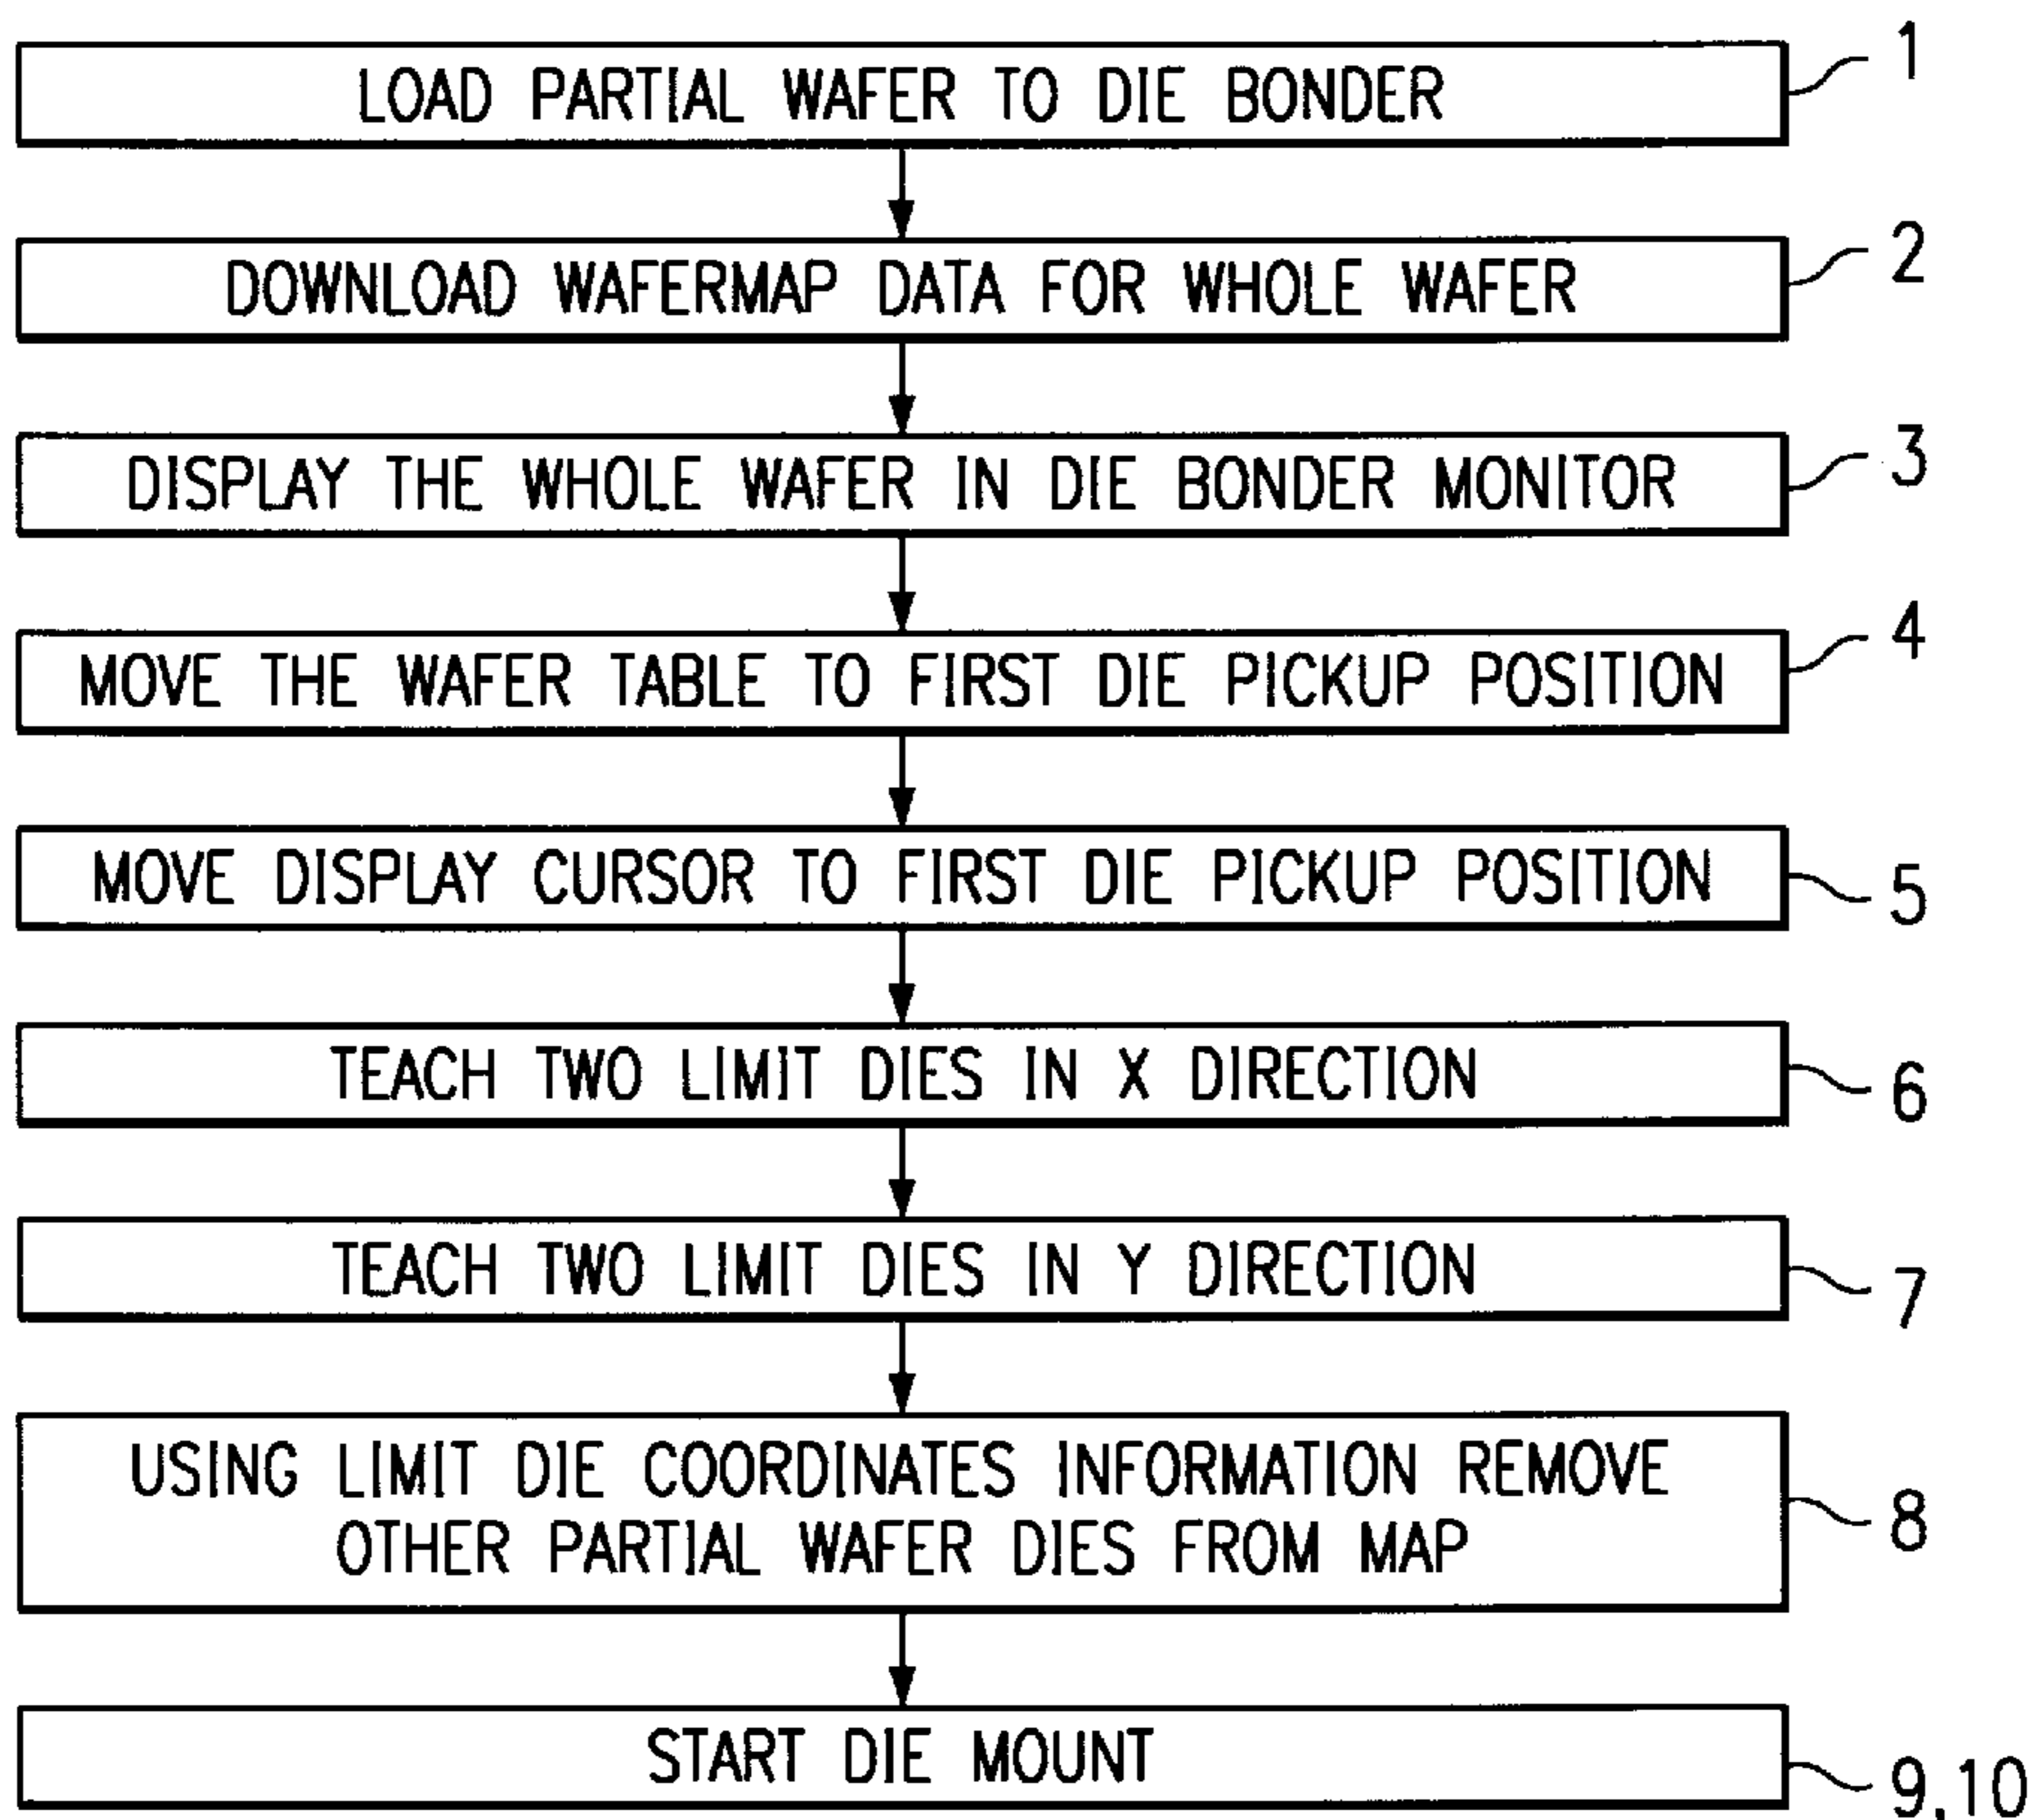 LOAD PARTIAL WAFER TO DIE BONDER 1
DOWNLOAD WAFERMAP DATA FOR WHOLE WAFER 2
DISPLAY THE WHOLE WAFER IN DIE BONDER MONITOR 3
MOVE THE WAFER TABLE TO FIRST DIE PICKUP POSITION 4
MOVE DISPLAY CURSOR TO FIRST DIE PICKUP POSITION 5
TEACH TWO LIMIT DIES IN X DIRECTION 6
TEACH TWO LIMIT DIES IN Y DIRECTION 7
USING LIMIT DIE COORDINATES INFORMATION REMOVE
OTHER PARTIAL WAFER DIES FROM MAP 8
START DIE MOUNT 9,10